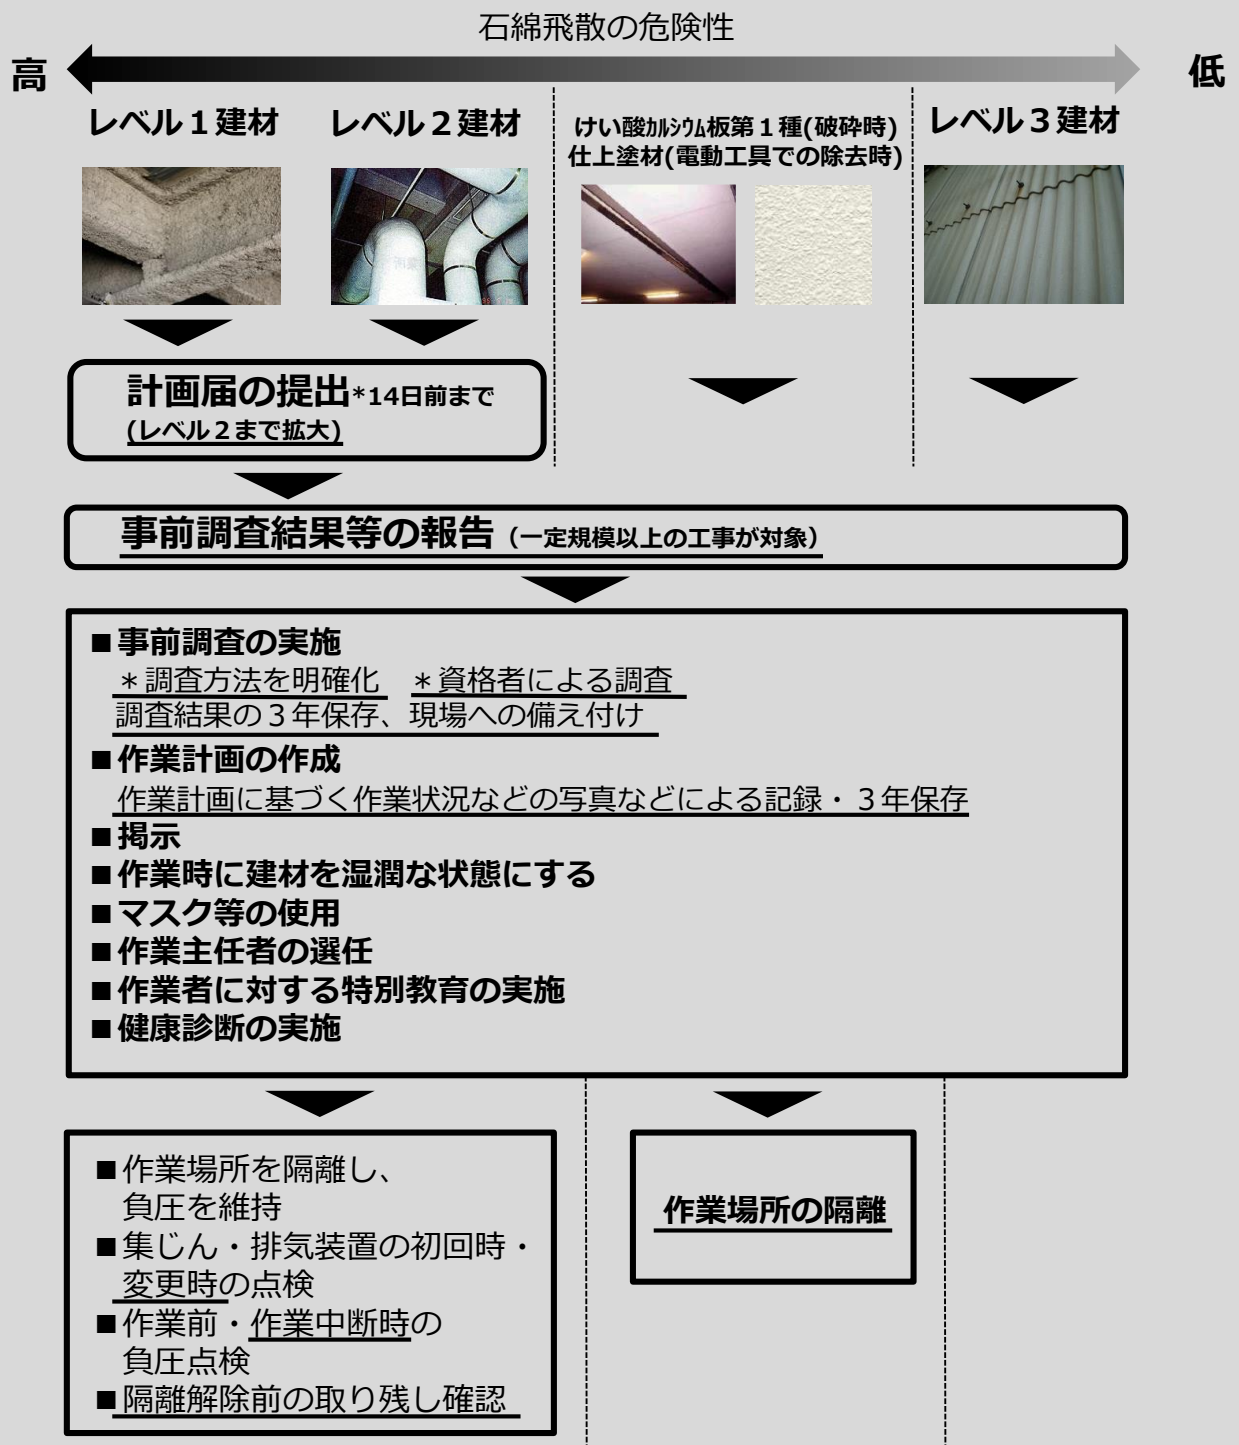 石綿飛散の危険性
高
低
レベル１建材
レベル２建材
けい酸ｶﾙｼｳﾑ板第１種(破砕時)
仕上塗材(電動工具での除去時)
レベル３建材
計画届の提出*14日前まで
(レベル２まで拡大)
事前調査結果等の報告（一定規模以上の工事が対象）
■事前調査の実施
＊調査方法を明確化　＊資格者による調査
調査結果の３年保存、現場への備え付け
■作業計画の作成
作業計画に基づく作業状況などの写真などによる記録・３年保存
■掲示
■作業時に建材を湿潤な状態にする
■マスク等の使用
■作業主任者の選任
■作業者に対する特別教育の実施
■健康診断の実施
■作業場所を隔離し、
負圧を維持
■集じん・排気装置の初回時・
変更時の点検
■作業前・作業中断時の
負圧点検
■隔離解除前の取り残し確認
作業場所の隔離